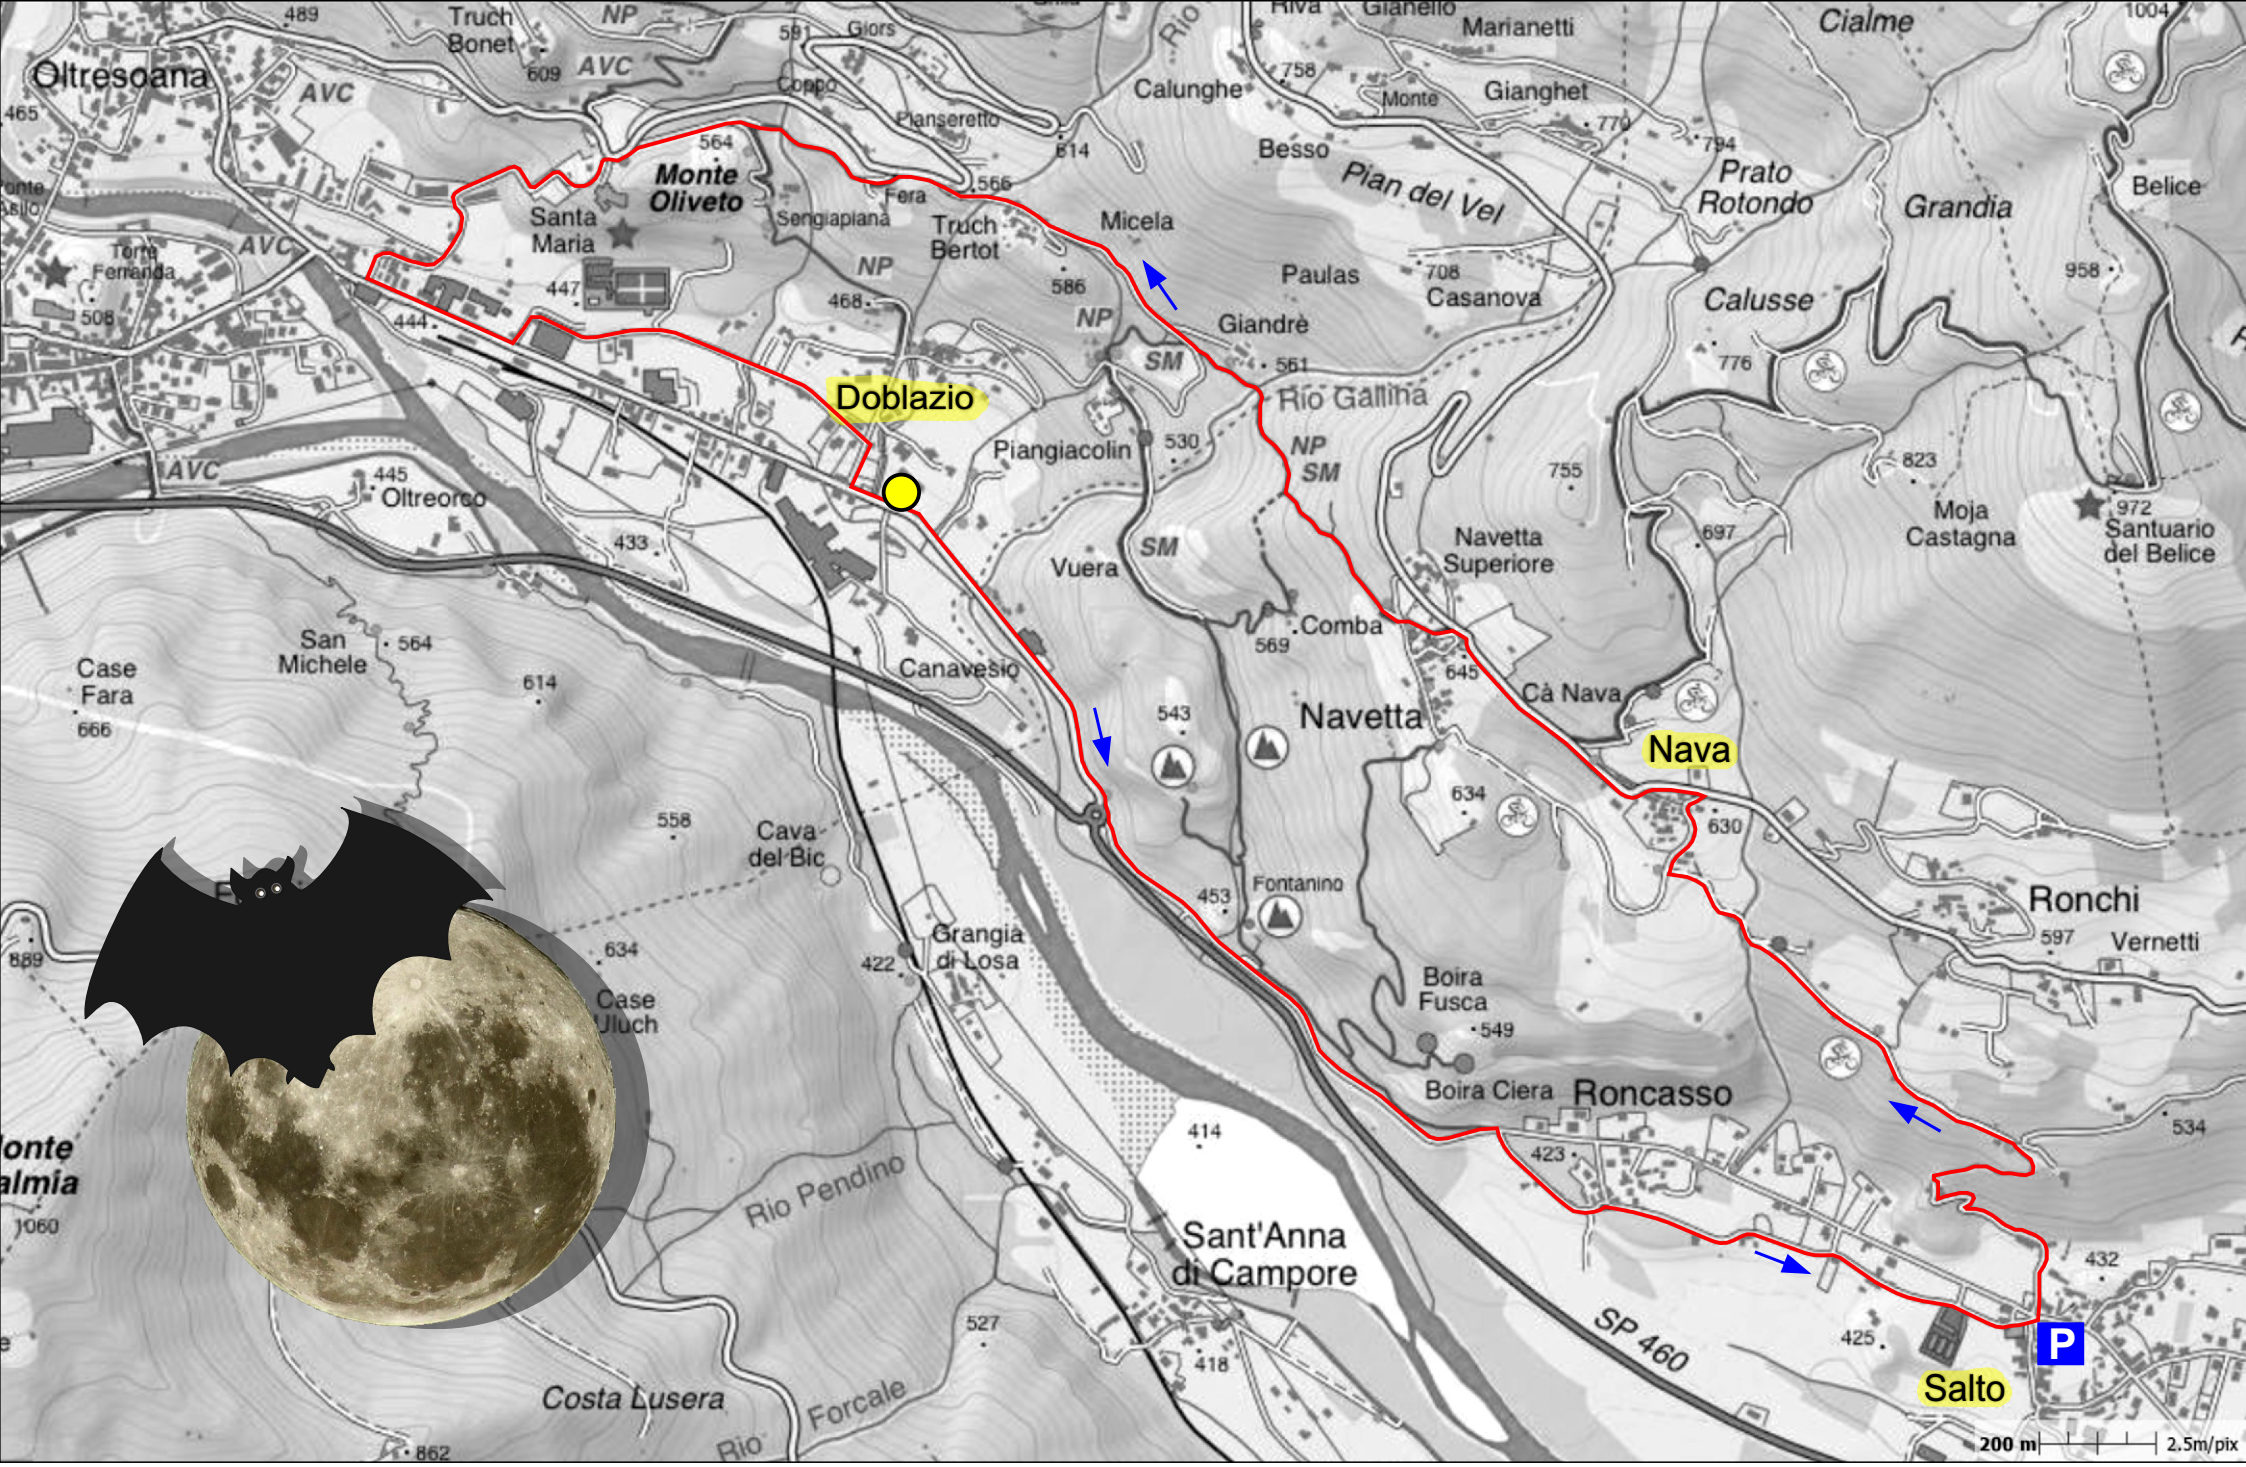 489
Truch
Bonet
NP
591
Giors
Riva
Gianello
Marianetti
Cialme
1004
Oltresoana
609
AVC
AVC
Coppo
Rio
758
Calunghe
Monte
Gianghet
465
Pianseretto
770
564
614
Besso
794
Monte
Oliveto
Prato
Rotondo
Pian del Vel
Belice
566
Fera
Grandia
Santa
Maria
Sengiapiana
Truch
Bertot
Micela
AVC
Torre
Ferranda
NP
Paulas
708
Casanova
958
447
468
586
Calusse
508
444
NP
Giandrè
SM
561
776
Doblazio
Rio Gallina
Piangiacolin
530
NP
SM
755
823
AVC
445
Oltreorco
Moja
Castagna
972
Santuario
del Belice
433
SM
Navetta
Superiore
697
Vuera
San
Michele
564
Comba
569
Case
Fara
666
614
Canavesio
645
Cà Nava
543
Navetta
Nava
558
634
630
Cava
del Bic
453
Fontanino
Ronchi
597
Vernetti
634
Grangia
di Losa
422
889
Case
Uluch
Boira
Fusca
549
Boira Ciera
Roncasso
534
414
423
Rio Pendino
1060
Sant'Anna
di Campore
432
SP 460
P
425
527
418
Salto
Costa Lusera
Rio
Forcale
862
200 m
2.5m/pix